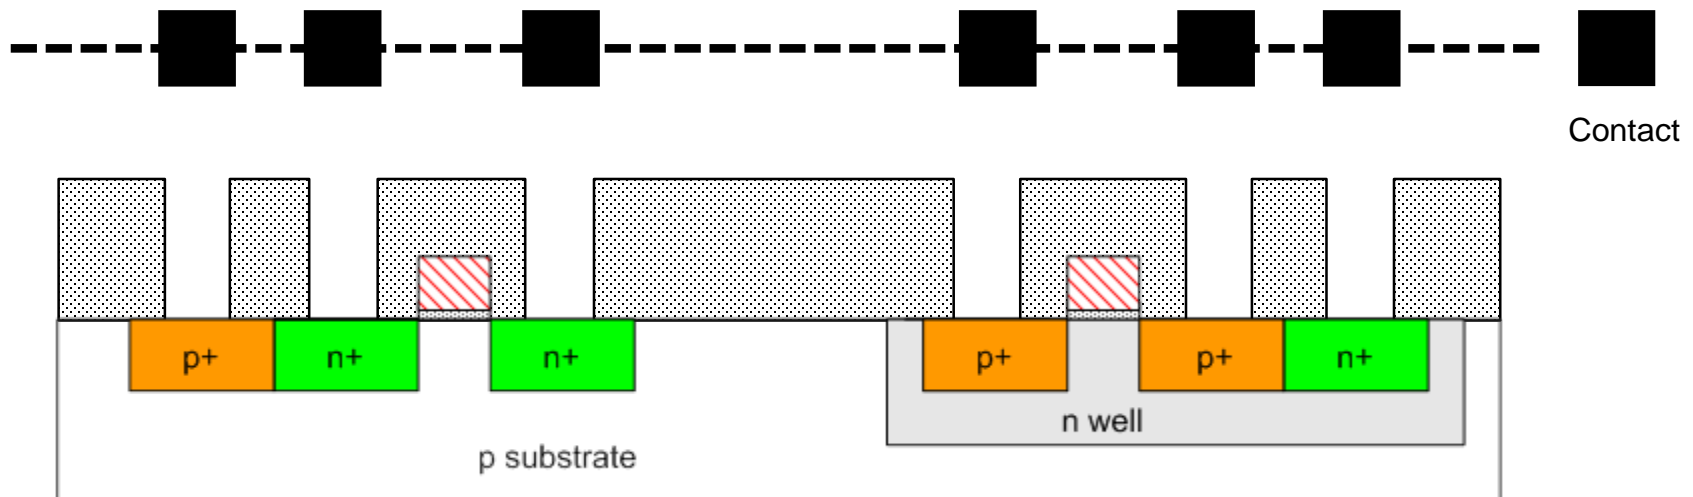 Contact
p+
n+
n+
p+
p+
n+
n well
p substrate